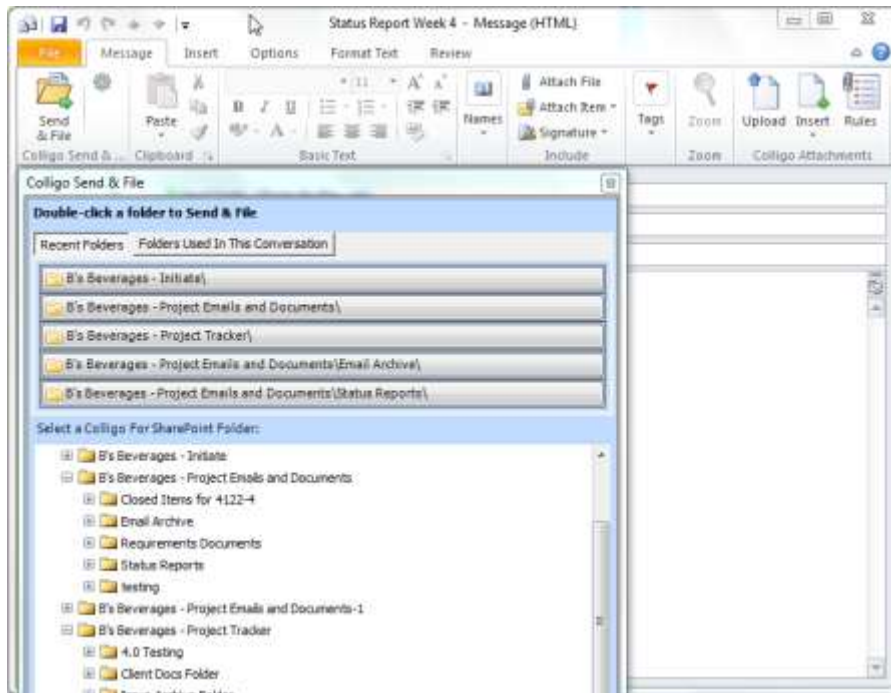 Status Report Week 4 - Message (HTML)
File Message Insert Options Format Text Review
Send & File
Paste
11
B I U
Names
Attach File
Attach Item
Signature
Tags
Zoom
Upload Insert Rules
Colligo Send & ... Clipboard Basic Text Include Zoom Colligo Attachments
Colligo Send & File
Double-click a folder to Send & File
Recent Folders Folders Used In This Conversation
B's Beverages - Initiate\
B's Beverages - Project Emails and Documents\
B's Beverages - Project Tracker\
B's Beverages - Project Emails and Documents\Email Archive\
B's Beverages - Project Emails and Documents\Status Reports\
Select a Colligo For SharePoint Folder:
B's Beverages - Initiate
B's Beverages - Project Emails and Documents
Closed Items for 4122-4
Email Archive
Requirements Documents
Status Reports
testing
B's Beverages - Project Emails and Documents-1
B's Beverages - Project Tracker
4.0 Testing
Client Docs Folder